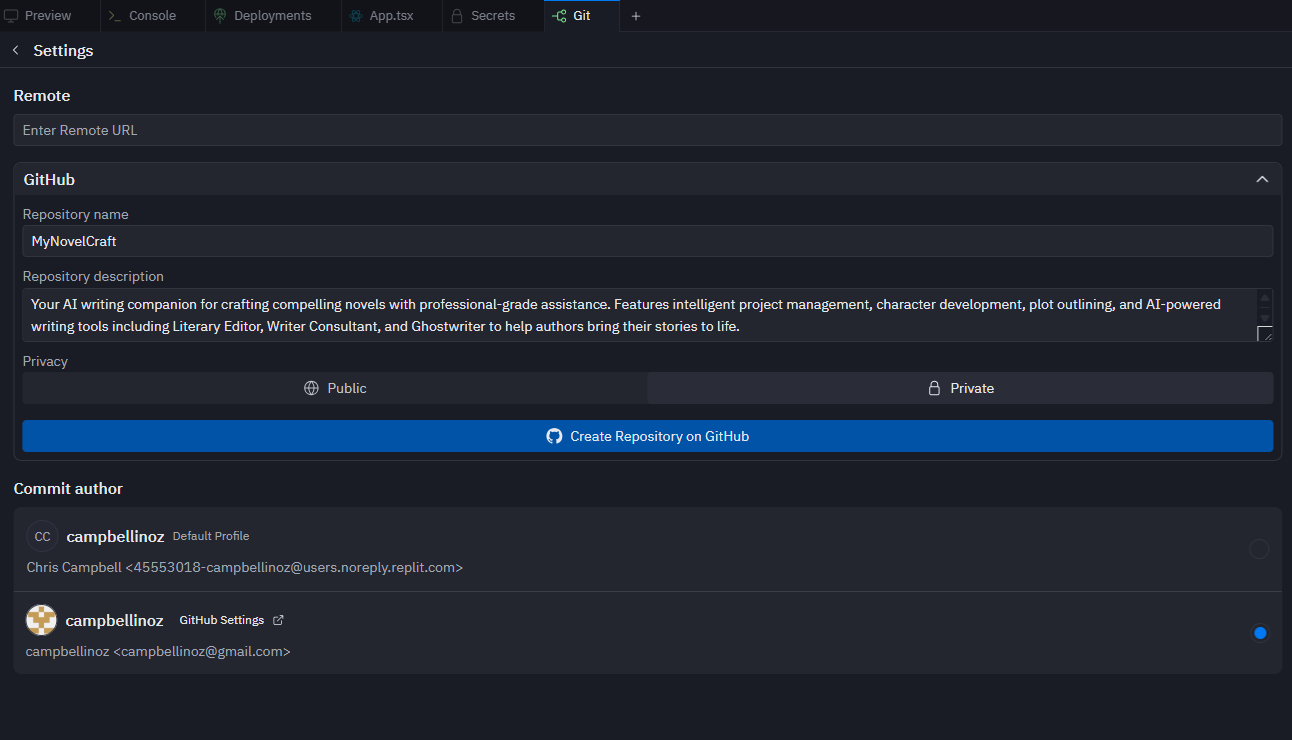 Preview
Console
Deployments
App.tsx
Secrets
Git
Settings
Remote
Enter Remote URL
GitHub
Repository name
MyNovelCraft
Repository description
Your AI writing companion for crafting compelling novels with professional-grade assistance. Features intelligent project management, character development, plot outlining, and AI-powered
writing tools including Literary Editor, Writer Consultant, and Ghostwriter to help authors bring their stories to life.
Privacy
Public
Private
Create Repository on GitHub
Commit author
CC campbellinoz Default Profile
Chris Campbell <45553018-campbellinoz@users.noreply.replit.com>
campbellinoz GitHub Settings
campbellinoz <campbellinoz@gmail.com>